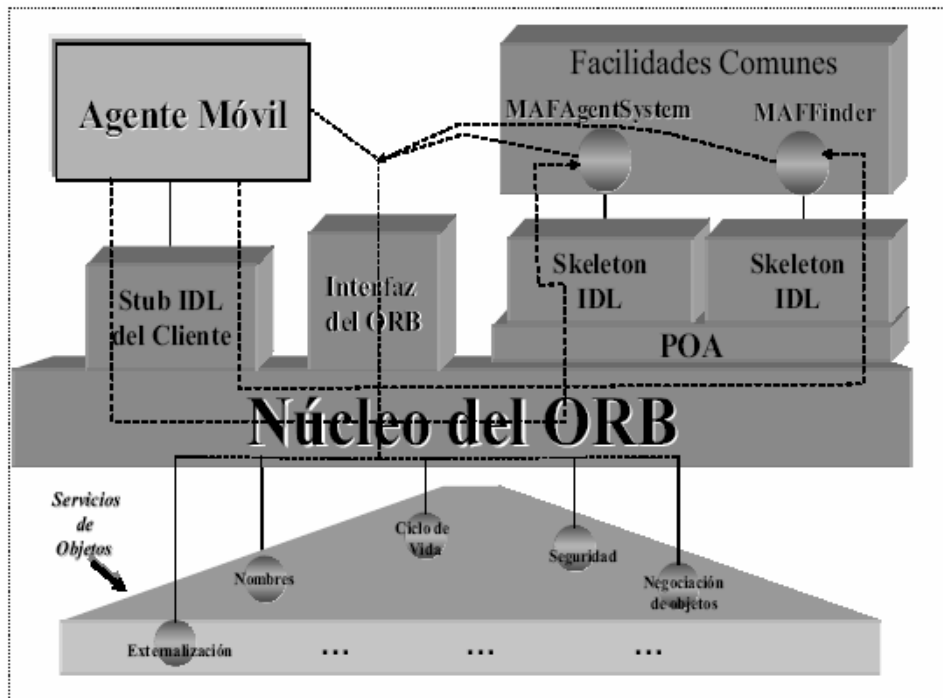 Agente Móvil
Facilidades Comunes
MAFAgentSystem
MAFFinder
Stub IDL
del Cliente
Interfaz
del ORB
Skeleton
IDL
Skeleton
IDL
POA
Núcleo del ORB
Servicios
de
Objetos
Ciclo de
Vida
Nombres
Seguridad
Negociación
de objetos
Externalización
... ... ...